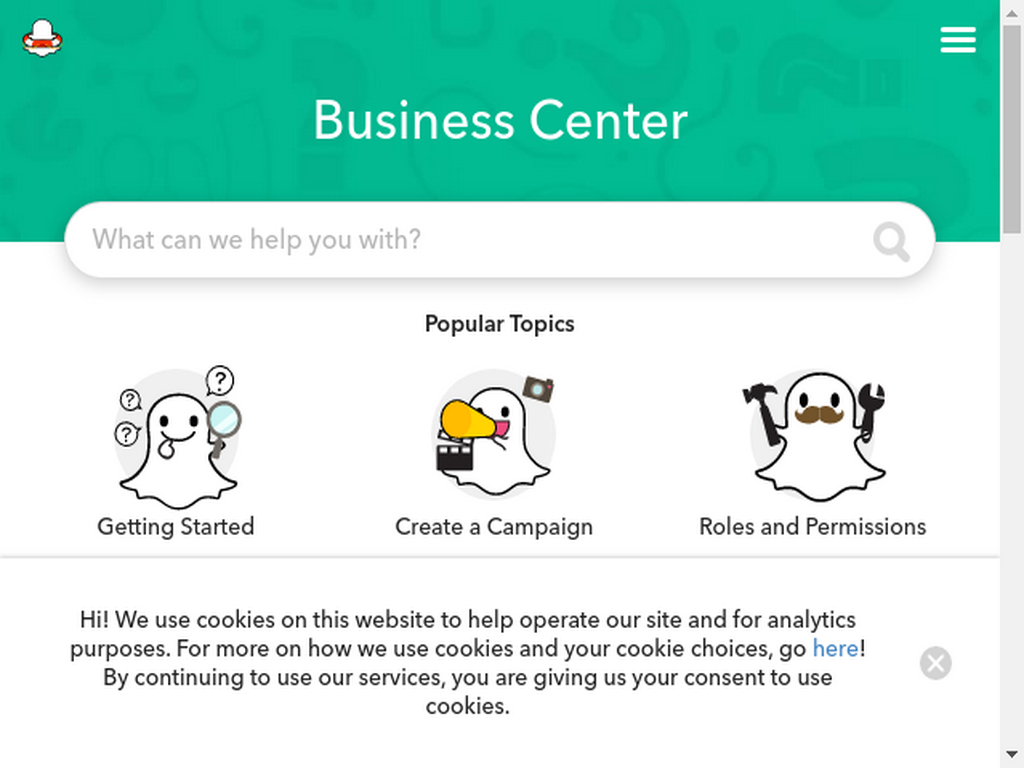 Business Center
What can we help you with?
Popular Topics
?
?
?
Getting Started
Create a Campaign
Roles and Permissions
Hi! We use cookies on this website to help operate our site and for analytics
purposes. For more on how we use cookies and your cookie choices, go here!
By continuing to use our services, you are giving us your consent to use
cookies.